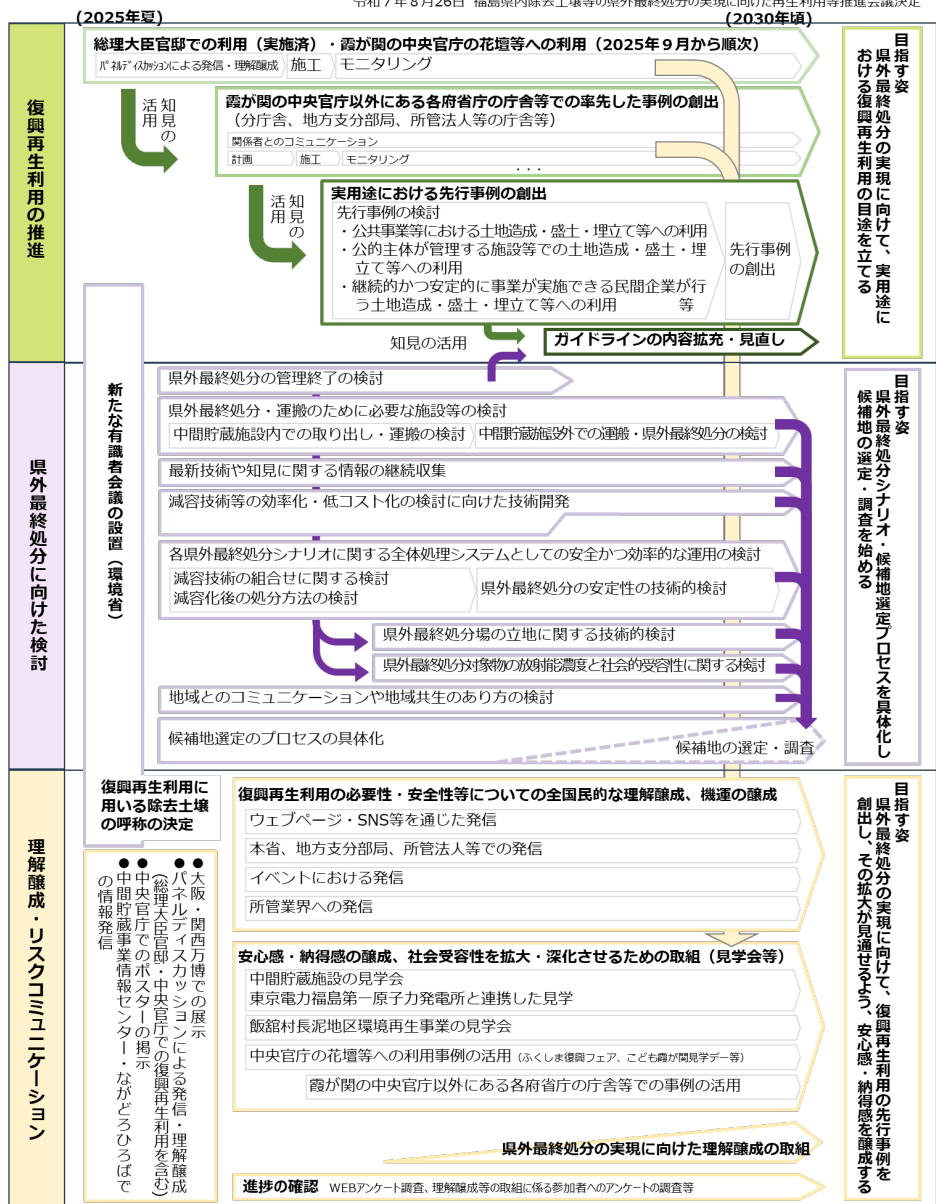 令和７年８月26日 福島県内除去土壌等の県外最終処分の実現に向けた再生利用等推進会議決定
(2025年夏)
(2030年頃)
復興再生利用の推進
総理大臣官邸での利用（実施済）・霞が関の中央官庁の花壇等への利用（2025年９月から順次）
ﾊﾟﾈﾙﾃﾞｨｽｶｯｼｮﾝによる発信・理解醸成
施工
モニタリング
知見の
活用
霞が関の中央官庁以外にある各府省庁の庁舎等での率先した事例の創出
（分庁舎、地方支分部局、所管法人等の庁舎等）
関係者とのコミュニケーション
計画
施工
モニタリング
・・・
知見の
活用
実用途における先行事例の創出
先行事例の検討
・公共事業等における土地造成・盛土・埋立て等への利用
・公的主体が管理する施設等での土地造成・盛土・埋
立て等への利用
・継続的かつ安定的に事業が実施できる民間企業が行
う土地造成・盛土・埋立て等への利用　等
先行事例
の創出
知見の活用
ガイドラインの内容拡充・見直し
目指す姿
県外最終処分の実現に向けて、実用途に
おける復興再生利用の目途を立てる
県外最終処分に向けた検討
新たな有識者会議の設置（環境省）
県外最終処分の管理終了の検討
県外最終処分・運搬のために必要な施設等の検討
中間貯蔵施設内での取り出し・運搬の検討
中間貯蔵施設外での運搬・県外最終処分の検討
最新技術や知見に関する情報の継続収集
減容技術等の効率化・低コスト化の検討に向けた技術開発
各県外最終処分シナリオに関する全体処理システムとしての安全かつ効率的な運用の検討
減容技術の組合せに関する検討
減容化後の処分方法の検討
県外最終処分の安定性の技術的検討
県外最終処分場の立地に関する技術的検討
県外最終処分対象物の放射能濃度と社会的受容性に関する検討
地域とのコミュニケーションや地域共生のあり方の検討
候補地選定のプロセスの具体化
候補地の選定・調査
目指す姿
県外最終処分シナリオ・候補地選定プロセスを具体化し
候補地の選定・調査を始める
理解醸成・リスクコミュニケーション
復興再生利用に
用いる除去土壌
の呼称の決定
●大阪・関西万博での展示
●パネルディスカッションによる発信・理解醸成
（総理大臣官邸・中央官庁での復興再生利用を含む）
●中央官庁でのポスターの掲示
●中間貯蔵事業情報センター・ながどろひろばで
の情報発信
復興再生利用の必要性・安全性等についての全国民的な理解醸成、機運の醸成
ウェブページ・SNS等を通じた発信
本省、地方支分部局、所管法人等での発信
イベントにおける発信
所管業界への発信
安心感・納得感の醸成、社会受容性を拡大・深化させるための取組（見学会等）
中間貯蔵施設の見学会
東京電力福島第一原子力発電所と連携した見学
飯舘村長泥地区環境再生事業の見学会
中央官庁の花壇等への利用事例の活用（ふくしま復興フェア、こども霞が関見学デー等）
霞が関の中央官庁以外にある各府省庁の庁舎等での事例の活用
県外最終処分の実現に向けた理解醸成の取組
進捗の確認 WEBアンケート調査、理解醸成等の取組に係る参加者へのアンケートの調査等
目指す姿
県外最終処分の実現に向けて、復興再生利用の先行事例を
創出し、その拡大が見通せるよう、安心感・納得感を醸成する